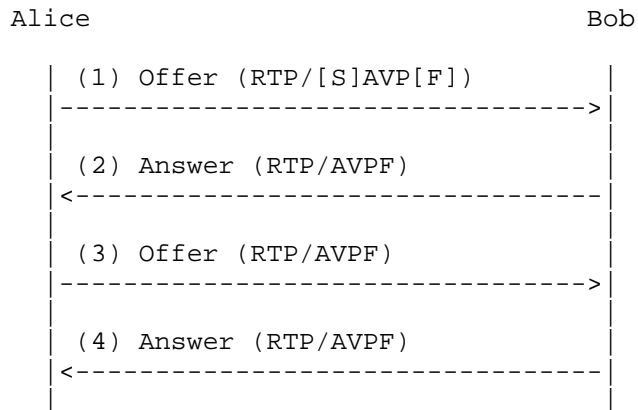 Alice                                    Bob
  | (1) Offer (RTP/[S]AVP[F])        |
  |--------------------------------->|
  |                                  |
  | (2) Answer (RTP/AVPF)            |
  |<---------------------------------|
  |                                  |
  | (3) Offer (RTP/AVPF)             |
  |--------------------------------->|
  |                                  |
  | (4) Answer (RTP/AVPF)            |
  |<---------------------------------|
  |                                  |